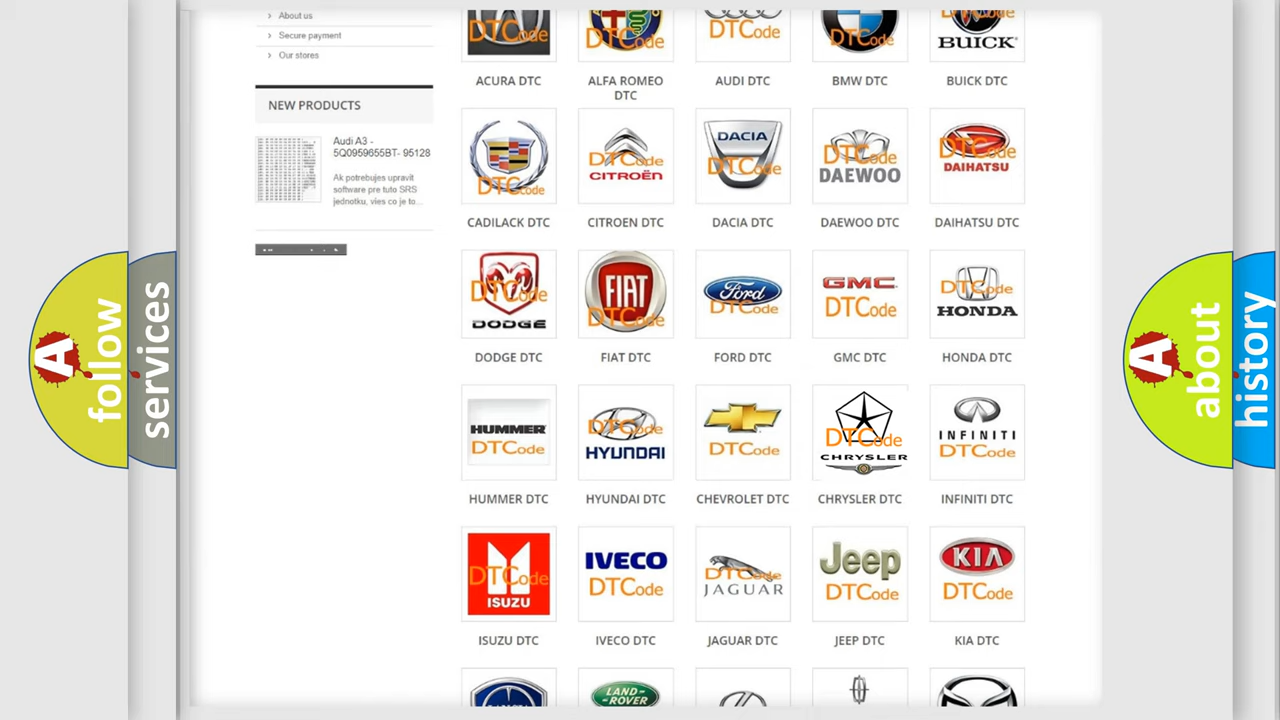 About us
Secure payment
Our stores
NEW PRODUCTS
Audi A3 -
5Q0959655BT- 95128
Ak potrebujes upravit
software pre tuto SRS
jednotku, vies co je to...
follow
services
about
history
DTCode
DTCode
DTCode
DTCode
BUICK
ACURA DTC
ALFA ROMEO
DTC
AUDI DTC
BMW DTC
BUICK DTC
DTCode
DTCode
CITROËN
DACIA
DTCode
DTCode
DAEWOO
DTCode
DAIHATSU
CADILACK DTC
CITROEN DTC
DACIA DTC
DAEWOO DTC
DAIHATSU DTC
DTCode
DODGE
FIAT
DTCode
Ford
DTCode
GMC
DTCode
DTCode
HONDA
DODGE DTC
FIAT DTC
FORD DTC
GMC DTC
HONDA DTC
HUMMER
DTCode
DTCode
HYUNDAI
DTCode
DTCode
CHRYSLER
INFINITI
DTCode
HUMMER DTC
HYUNDAI DTC
CHEVROLET DTC
CHRYSLER DTC
INFINITI DTC
DTCode
ISUZU
IVECO
DTCode
DTCode
JAGUAR
Jeep
DTCode
KIA
DTCode
ISUZU DTC
IVECO DTC
JAGUAR DTC
JEEP DTC
KIA DTC
LAND-
ROVER